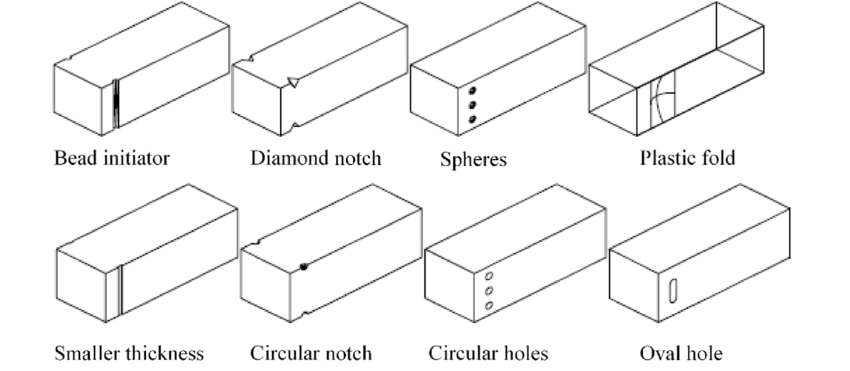 Bead initiator
Diamond notch
Spheres
Plastic fold
Smaller thickness
Circular notch
Circular holes
Oval hole